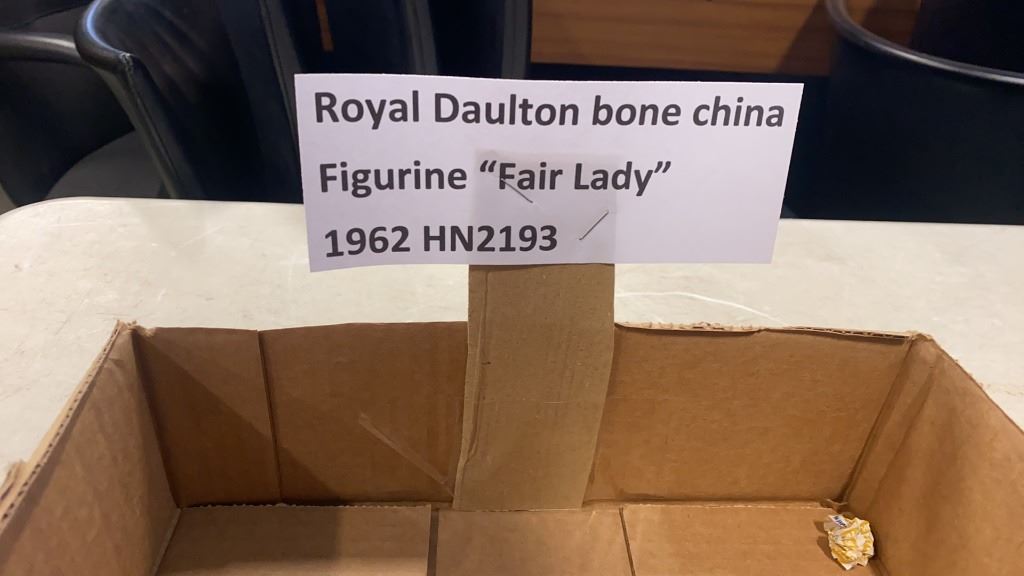 Royal Daulton bone china
Figurine “Fair Lady”
1962 HN2193